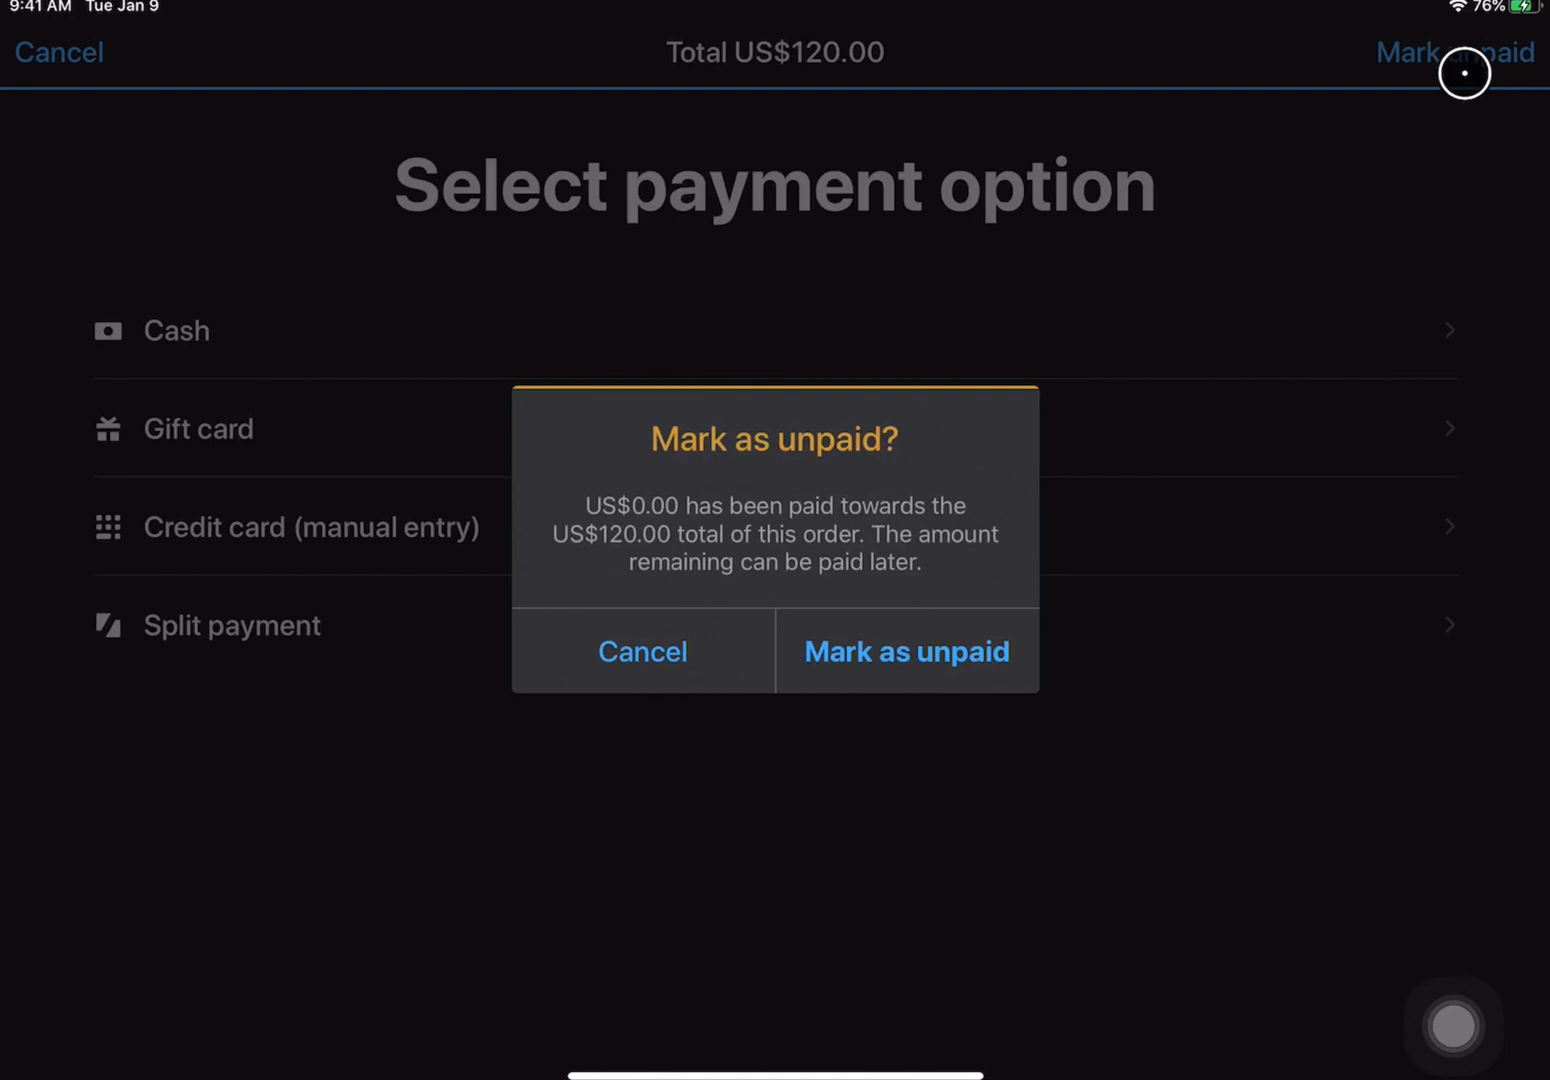 9:41 AM Tue Jan 9
76%
Cancel
Total US$120.00
Mark unpaid
Select payment option
Cash
Gift card
Credit card (manual entry)
Split payment
Mark as unpaid?
US$0.00 has been paid towards the
US$120.00 total of this order. The amount
remaining can be paid later.
Cancel
Mark as unpaid